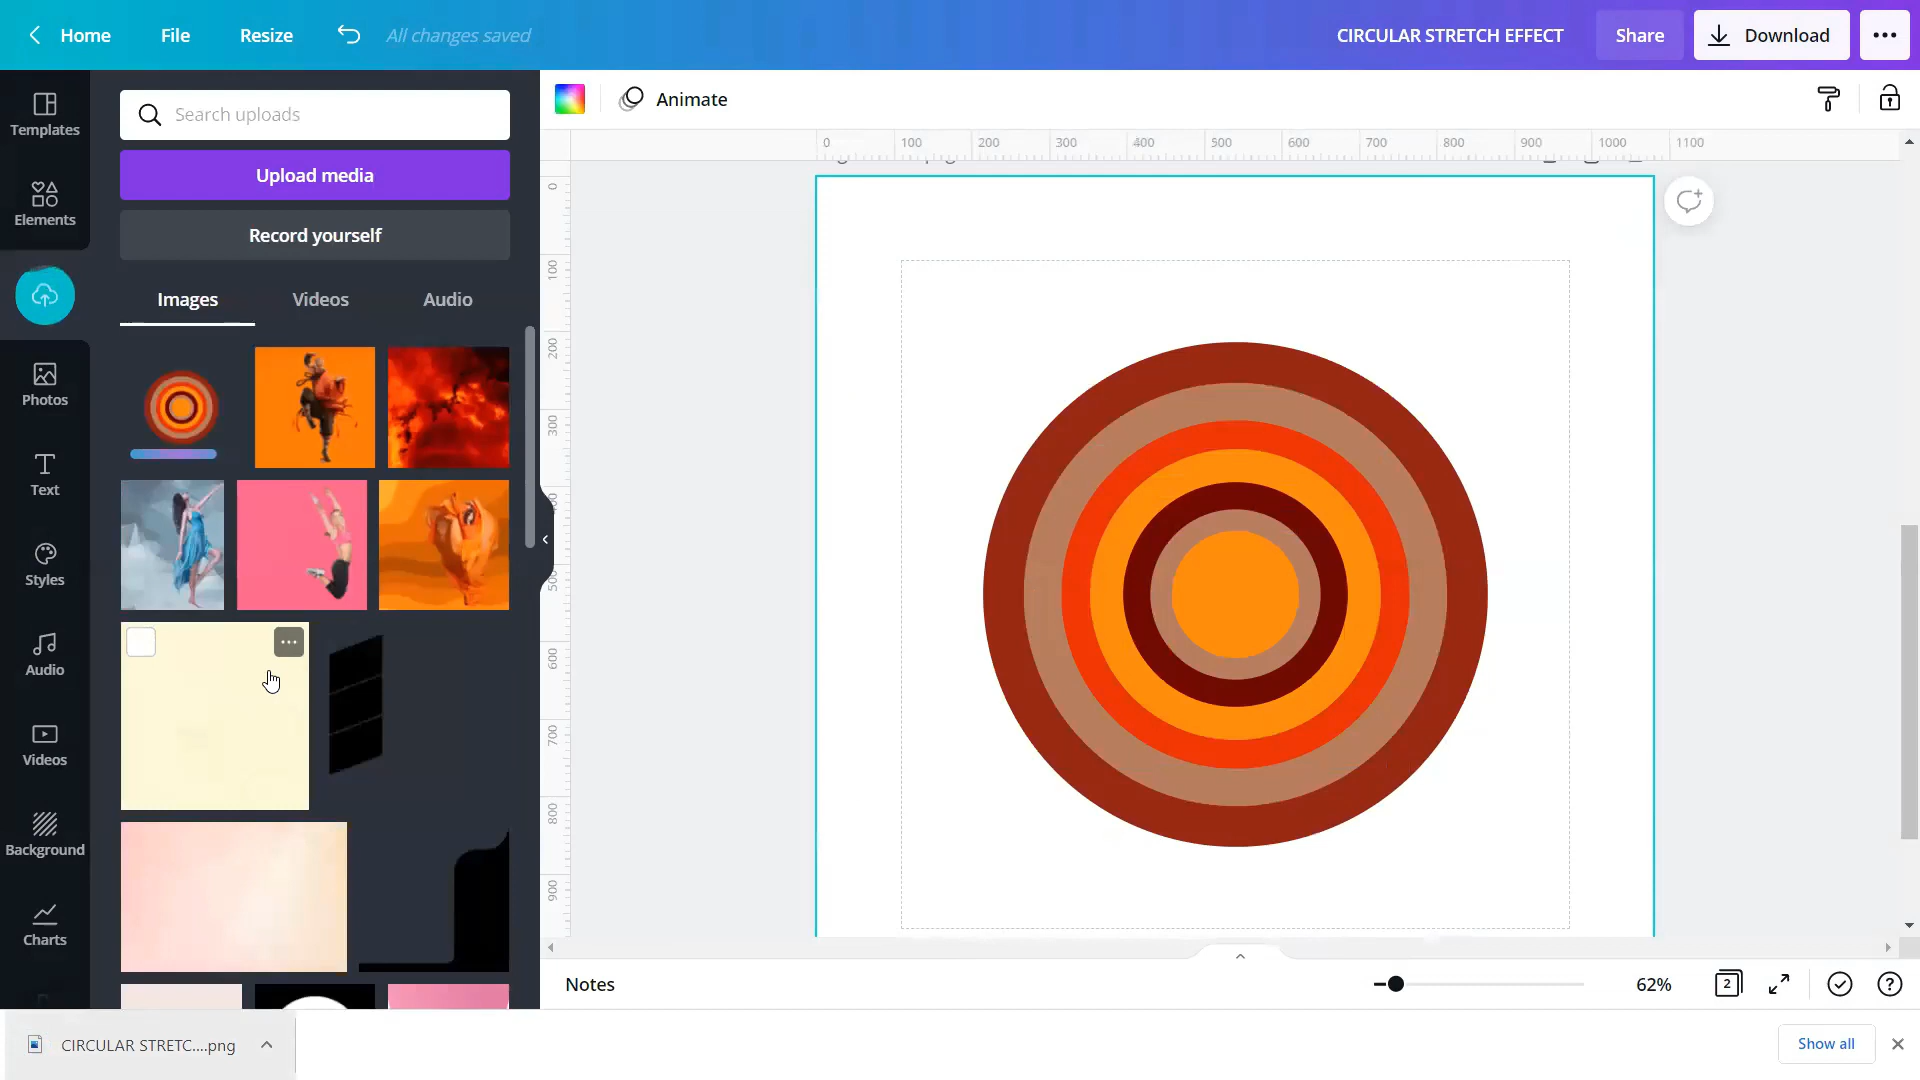 Home
File
Resize
All changes saved
CIRCULAR STRETCH EFFECT
Share
Download
Templates
Elements
Photos
Text
Styles
Audio
Videos
Background
Charts
Search uploads
Upload media
Record yourself
Images
Videos
Audio
Animate
0 100 200 300 400 500 600 700 800 900 1000 1100
0
100
200
300
500
600
700
800
900
Notes
62%
2
CIRCULAR STRETC....png
Show all